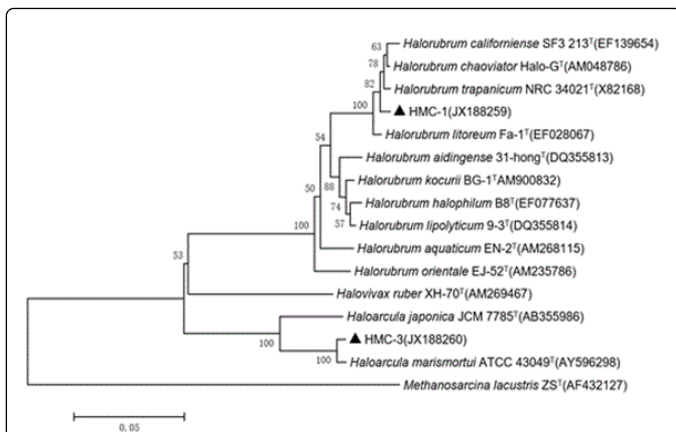 63
Halorubrum californiense SF3 213ᵀ(EF139654)
78
Halorubrum chaoviator Halo-Gᵀ(AM048786)
82
Halorubrum trapanicum NRC 34021ᵀ(X82168)
100
▲ HMC-1(JX188259)
Halorubrum litoreum Fa-1ᵀ(EF028067)
54
Halorubrum aidingense 31-hongᵀ(DQ355813)
88
Halorubrum kocurii BG-1ᵀAM900832)
50
74
Halorubrum halophilum B8ᵀ(EF077637)
57
Halorubrum lipolyticum 9-3ᵀ(DQ355814)
100
Halorubrum aquaticum EN-2ᵀ(AM268115)
53
Halorubrum orientale EJ-52ᵀ(AM235786)
Halovivax ruber XH-70ᵀ(AM269467)
Haloarcula japonica JCM 7785ᵀ(AB355986)
100
▲ HMC-3(JX188260)
100
Haloarcula marismortui ATCC 43049ᵀ(AY596298)
Methanosarcina lacustris ZSᵀ(AF432127)
0.05